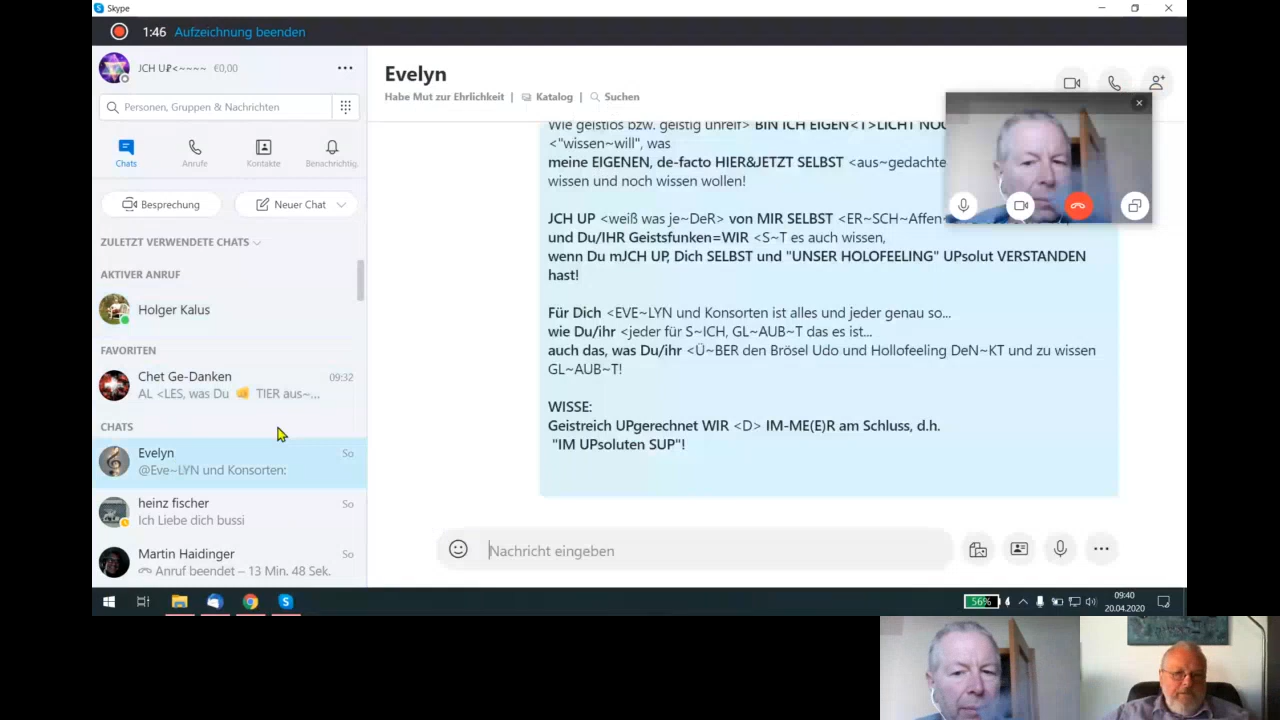 Skype
1:46 Aufzeichnung beenden
€0,00
Personen, Gruppen & Nachrichten
Chats
Anrufe
Kontakte
Benachrichtig.
Besprechung
Neuer Chat
ZULETZT VERWENDETE CHATS
AKTIVER ANRUF
Holger Kalus
FAVORITEN
Chet Ge-Danken 09:32
AL <LES, was Du TIER aus~...
CHATS
Evelyn So
@Eve~LYN und Konsorten:
heinz fischer So
Ich Liebe dich bussi
Martin Haidinger So
Anruf beendet – 13 Min. 48 Sek.
Evelyn
Habe Mut zur Ehrlichkeit | Katalog | Suchen
Wie geistlos bzw. geistig unreif> BIN ICH EIGEN<T>LICHT
<"wissen~will", was
meine EIGENEN, de-facto HIER&JETZT SELBST <aus~gedachte
wissen und noch wissen wollen!
JCH UP <weiß was je~DeR> von MIR SELBST <ER~SCH~Affen
und Du/IHR Geistsfunken=WIR <S~T es auch wissen,
wenn Du mJCH UP, Dich SELBST und "UNSER HOLOFEELING" UPsolut VERSTANDEN
hast!
Für Dich <EVE~LYN und Konsorten ist alles und jeder genau so...
wie Du/ihr <jeder für S~ICH, GL~AUB~T das es ist...
auch das, was Du/ihr <Ü~BER den Brösel Udo und Hollofeeling DeN~KT und zu wissen
GL~AUB~T!
WISSE:
Geistreich UPgerechnet WIR <D> IM-ME(E)R am Schluss, d.h.
"IM UPsoluten SUP"!
Nachricht eingeben
56%
09:40
20.04.2020